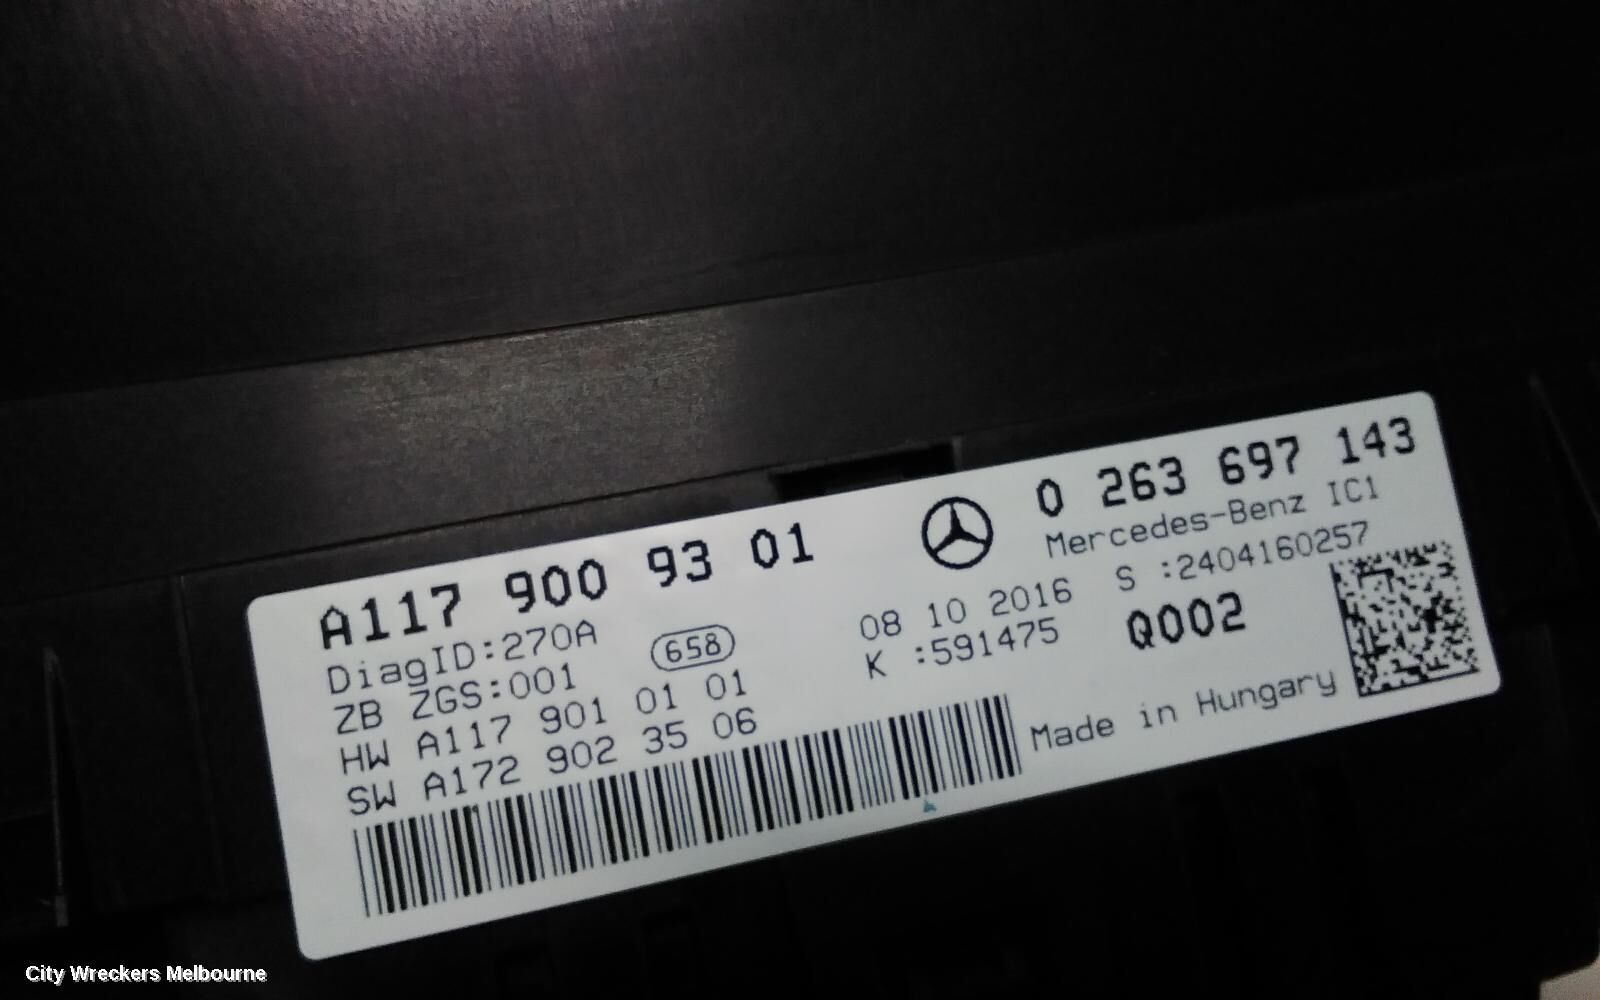 A117 900 93 01
DiagID:270A
658
ZB ZGS:001
HW A117 901 01 01
SW A172 902 35 06
0 263 697 143
Mercedes-Benz IC1
08 10 2016 S :2404160257
K :591475 Q002
Made in Hungary
City Wreckers Melbourne